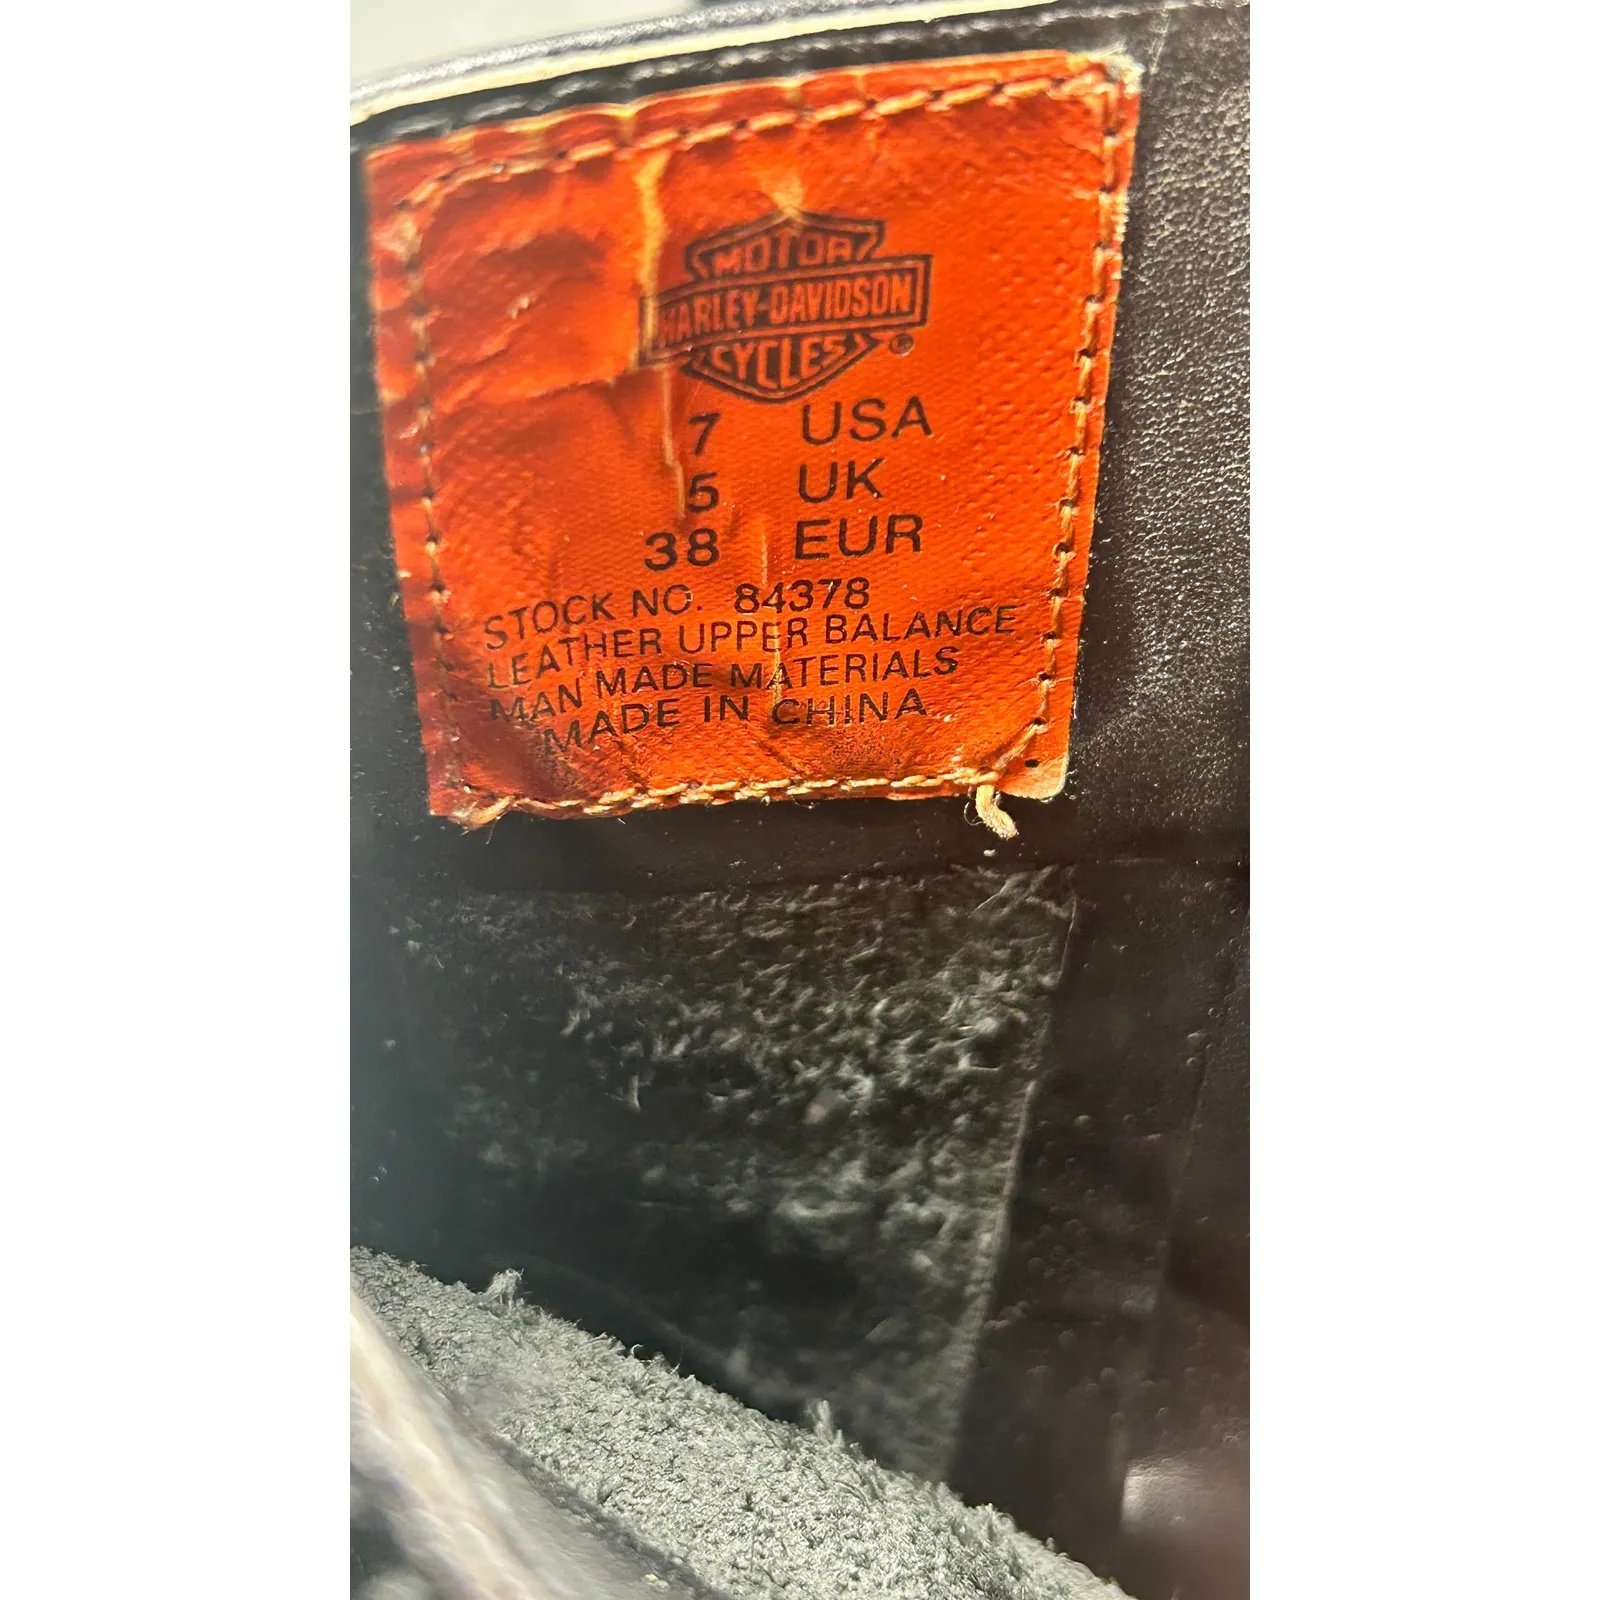 MOTOR
HARLEY-DAVIDSON
CYCLES®
7 USA
5 UK
38 EUR
STOCK NO. 84378
LEATHER UPPER BALANCE
MAN MADE MATERIALS
MADE IN CHINA